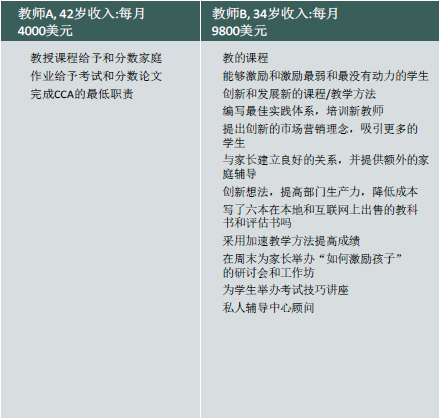 教师A, 42岁收入:每月
4000美元
教授课程给予和分数家庭
作业给予考试和分数论文
完成CCA的最低职责
教师B, 34岁收入:每月
9800美元
教的课程
能够激励和激励最弱和最没有动力的学生
创新和发展新的课程/教学方法
编写最佳实践体系，培训新教师
提出创新的市场营销理念，吸引更多的
学生
与家长建立良好的关系，并提供额外的家
庭辅导
创新想法，提高部门生产力，降低成本
写了六本在本地和互联网上出售的教科
书和评估书吗
采用加速教学方法提高成绩
在周末为家长举办“如何激励孩子”
的研讨会和工作坊
为学生举办考试技巧讲座
私人辅导中心顾问